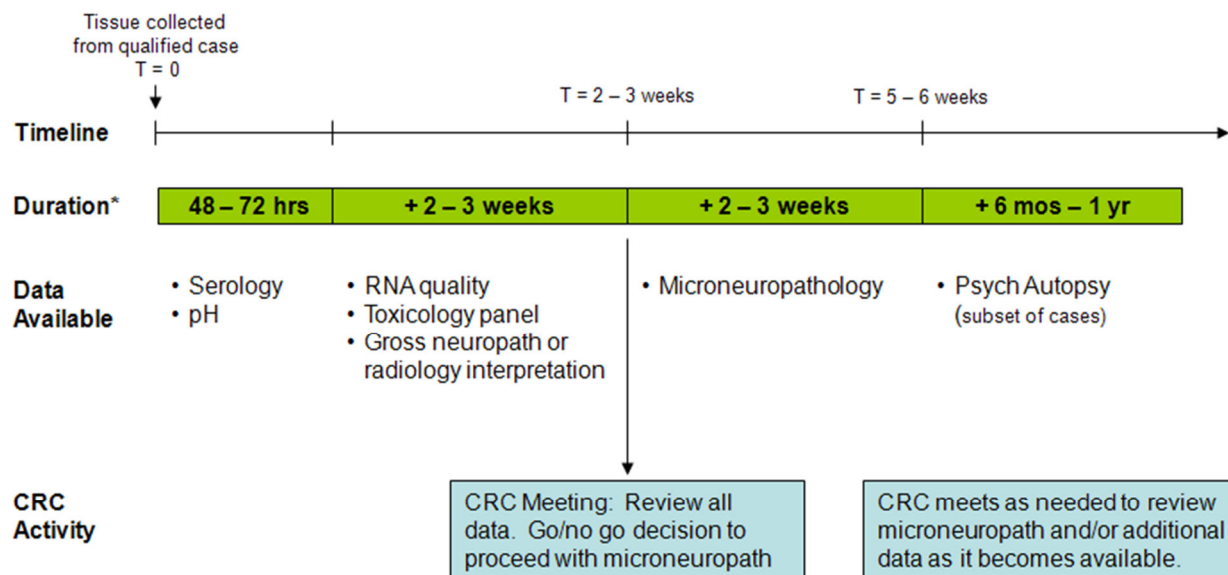 Tissue collected
from qualified case
T = 0
T = 2 – 3 weeks
T = 5 – 6 weeks
Timeline
Duration*
48 – 72 hrs
+ 2 – 3 weeks
+ 2 – 3 weeks
+ 6 mos – 1 yr
Data
Available
• Serology
• pH
• RNA quality
• Toxicology panel
• Gross neuropath or
radiology interpretation
• Microneuropathology
• Psych Autopsy
(subset of cases)
CRC
Activity
CRC Meeting: Review all
data. Go/no go decision to
proceed with microneuropath
CRC meets as needed to review
microneuropath and/or additional
data as it becomes available.